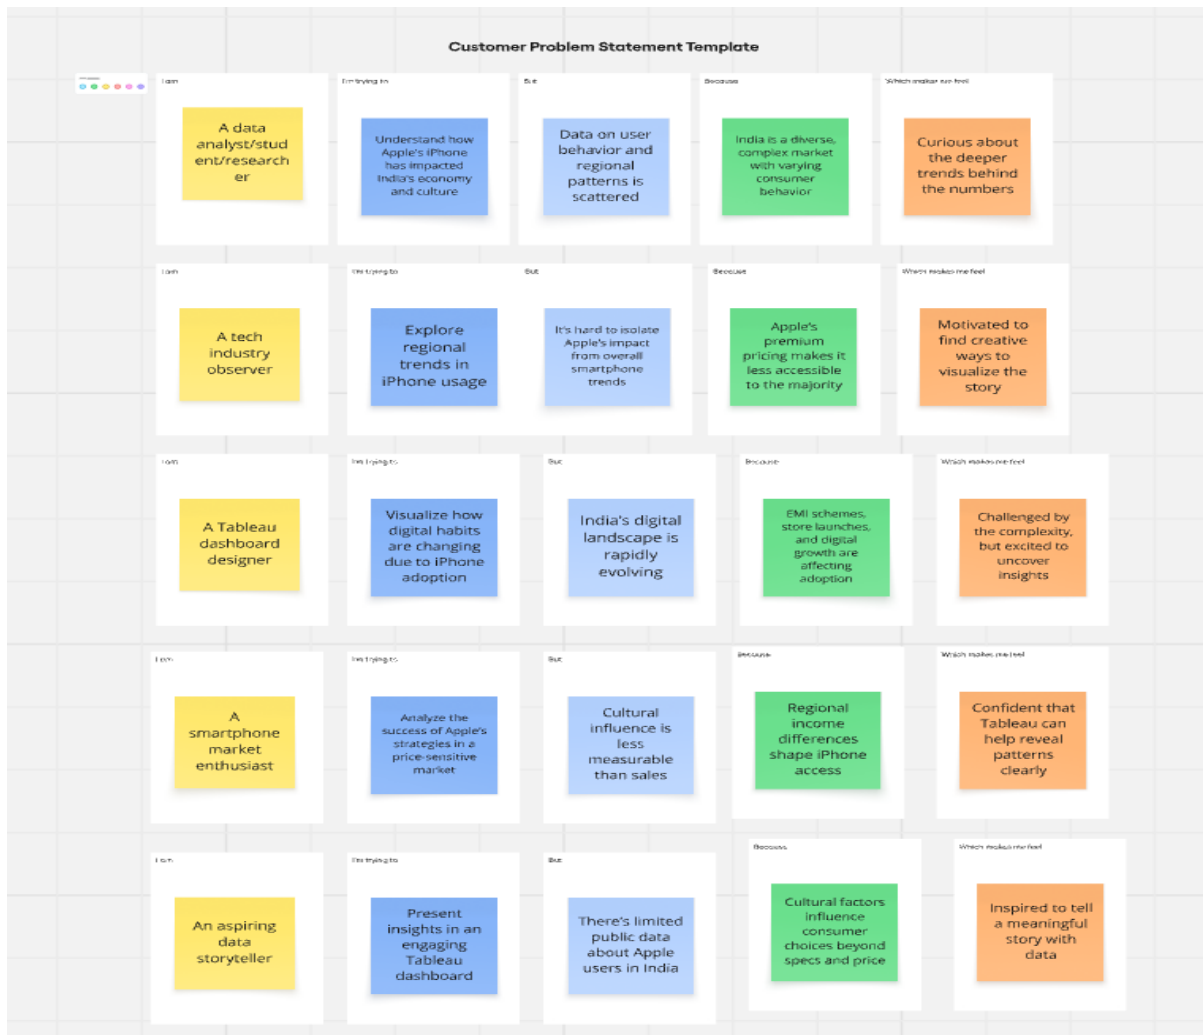 Customer Problem Statement Template
I am
I'm trying to
But
Because
Which makes me feel
A data
analyst/stud
ent/research
er
Understand how
Apple's iPhone
has impacted
India's economy
and culture
Data on user
behavior and
regional
patterns is
scattered
India is a diverse,
complex market
with varying
consumer
behavior
Curious about
the deeper
trends behind
the numbers
I am
I'm trying to
But
Because
Which makes me feel
A tech
industry
observer
Explore
regional
trends in
iPhone usage
It's hard to isolate
Apple's impact
from overall
smartphone
trends
Apple's
premium
pricing makes it
less accessible
to the majority
Motivated to
find creative
ways to
visualize the
story
I am
I'm trying to
But
Because
Which makes me feel
A Tableau
dashboard
designer
Visualize how
digital habits
are changing
due to iPhone
adoption
India's digital
landscape is
rapidly
evolving
EMI schemes,
store launches,
and digital
growth are
affecting
adoption
Challenged by
the complexity,
but excited to
uncover
insights
I am
I'm trying to
But
Because
Which makes me feel
A
smartphone
market
enthusiast
Analyze the
success of Apple's
strategies in a
price-sensitive
market
Cultural
influence is
less
measurable
than sales
Regional
income
differences
shape iPhone
access
Confident that
Tableau can
help reveal
patterns
clearly
I am
I'm trying to
But
Because
Which makes me feel
An aspiring
data
storyteller
Present
insights in an
engaging
Tableau
dashboard
There's limited
public data
about Apple
users in India
Cultural factors
influence
consumer
choices beyond
specs and price
Inspired to tell
a meaningful
story with
data